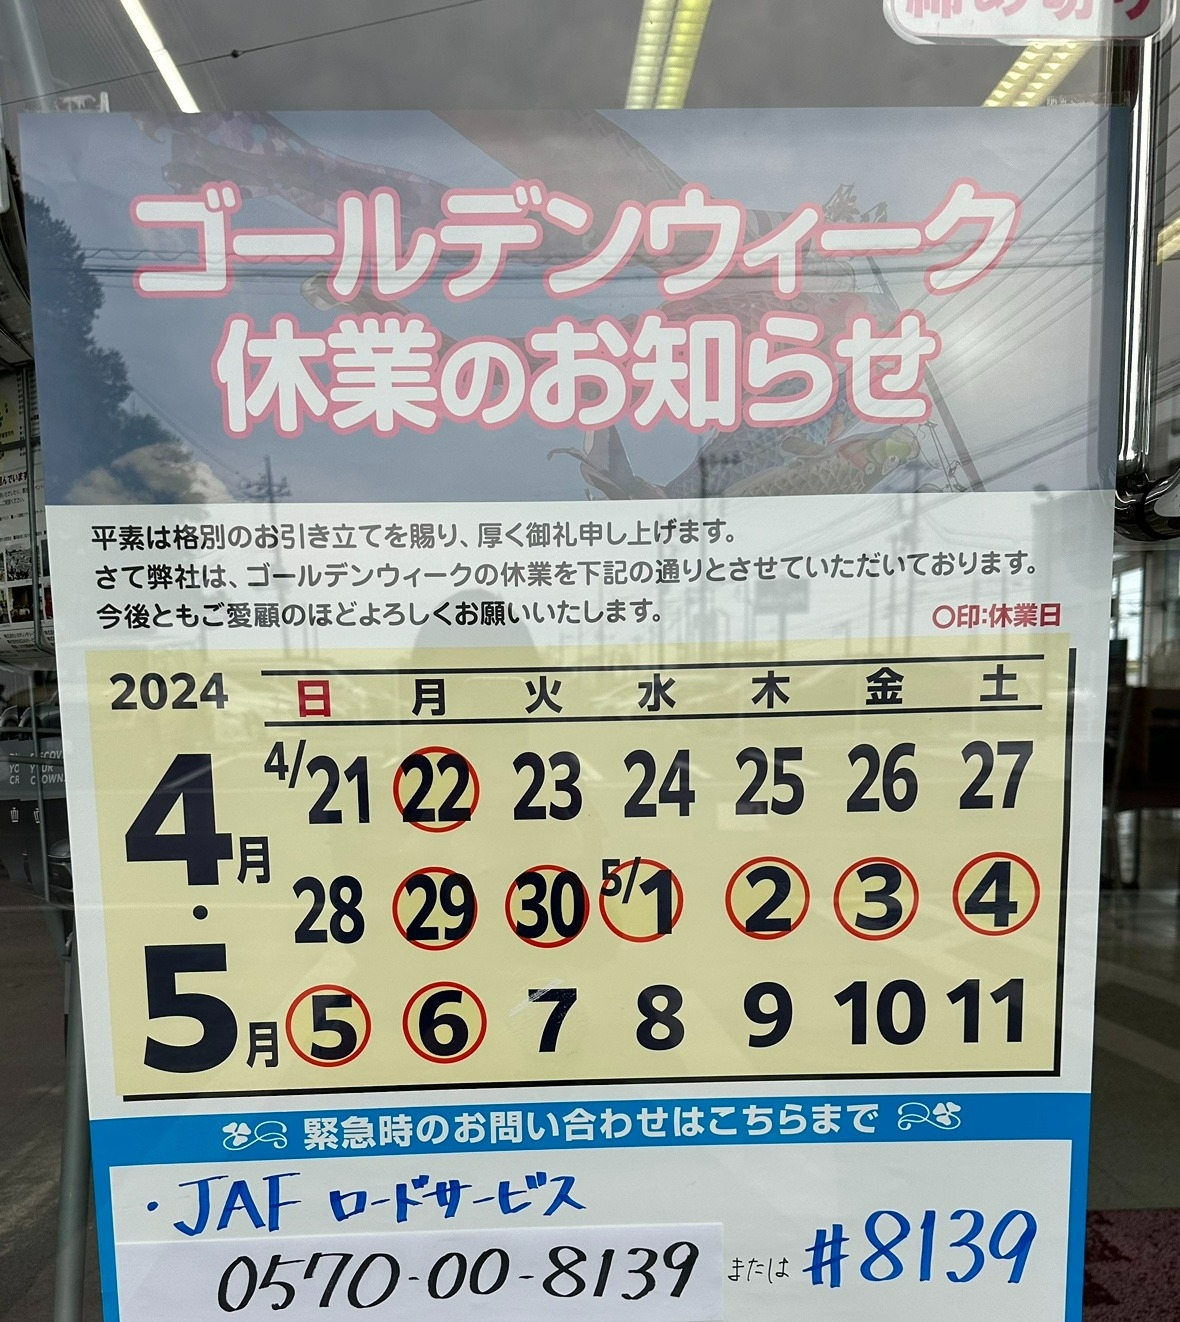 締め切り
ゴールデンウィーク
休業のお知らせ
平素は格別のお引き立てを賜り、厚く御礼申し上げます。
さて弊社は、ゴールデンウィークの休業を下記の通りとさせていただいております。
今後ともご愛顧のほどよろしくお願いいたします。
〇印:休業日
2024 日 月 火 水 木 金 土
4月・5月
4/21 22 23 24 25 26 27
28 29 30 5/1 2 3 4
5 6 7 8 9 10 11
緊急時のお問い合わせはこちらまで
・JAF ロードサービス
0570-00-8139 または #8139